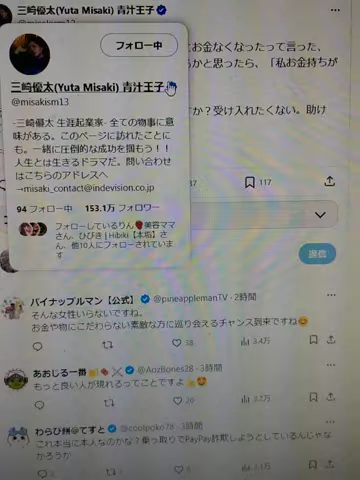 三﨑優太(Yuta Misaki) 青汁王子
フォロー中
にお金なくなったって言った、
かと思ったら、「私お金持ちが
三﨑優太(Yuta Misaki) 青汁王子
@misakism13
すか?受け入れたくない。助け
-三﨑優太 生涯起業家- 全ての物事に意
味がある。このページに訪れたことに
も。一緒に圧倒的な成功を掴もう!!
人生とは生きるドラマだ。問い合わせ
はこちらのアドレスへ
→misaki_contact@indevision.co.jp
117
94 フォロー中 153.1万 フォロワー
フォローしているりん🍓美容ママ
さん、ひびき | Hibiki【本垢】さ
ん、他10人にフォローされていま
す
返信
パイナップルマン【公式】 @pineapplemanTV · 2時間
そんな女性いらないですね。
お金や物にこだわらない素敵な方に巡り会えるチャンス到来ですね😊
38 3.4万
あおじる一番 @AozBones28 · 3時間
もっと良い人が現れるってことですよ
20
わらび餅@てすと @coolpoko78 · 3時間
これ本当に本人なのかな？乗っ取りでPayPay詐欺しようとしているんじゃな
かろうか